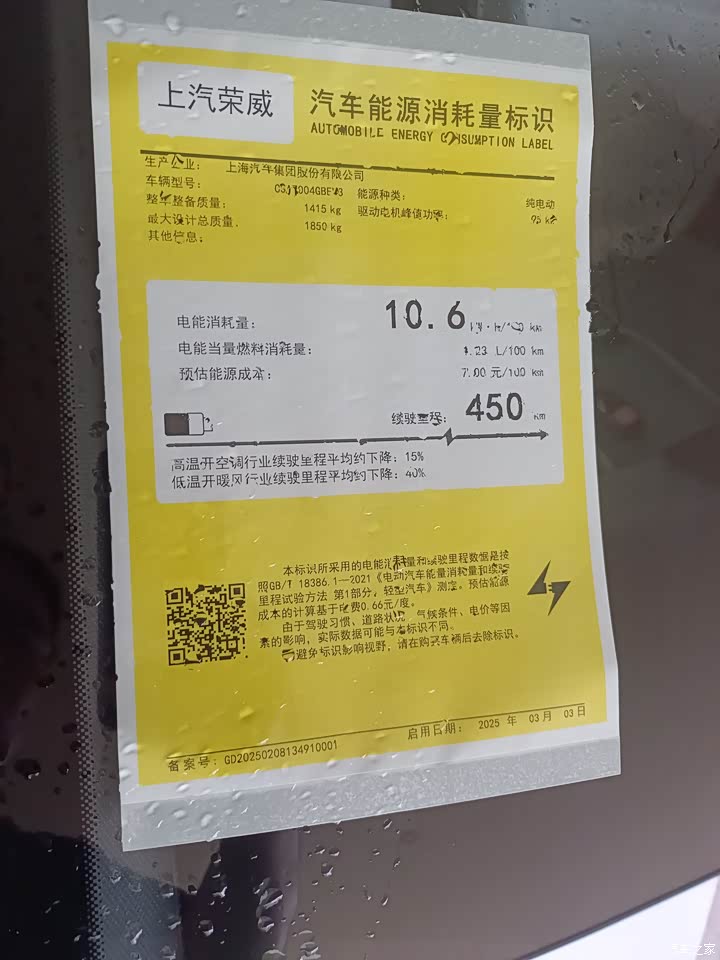 上汽荣威
汽车能源消耗量标识
AUTOMOBILE ENERGY CONSUMPTION LABEL
生产企业: 上海汽车集团股份有限公司
车辆型号: 能源种类: 纯电动
整车整备质量: 1415 kg 驱动电机峰值功率: 95
最大设计总质量: 1850 kg
其他信息:
电能消耗量: 10.6 km
电能当量燃料消耗量: L/100 km
预估能源成本: 7.00 元/100 km
续驶里程: 450 km
高温开空调行业续驶里程平均约下降: 15%
低温开暖风行业续驶里程平均约下降: 40%
本标识所采用的电能消耗量和续驶里程数据是按
照GB/T 18386.1—2021《电动汽车能量消耗量和续驶
里程试验方法 第1部分: 轻型汽车》测定。预估能源
成本的计算基于电费0.66元/度。
由于驾驶习惯、道路状况、气候条件、电价等因
素的影响, 实际数据可能与本标识不同。
为避免标识影响视野, 请在购买车辆后去除标识。
备案号: GD20250208134910001
启用日期: 2025 年 03 月 03 日